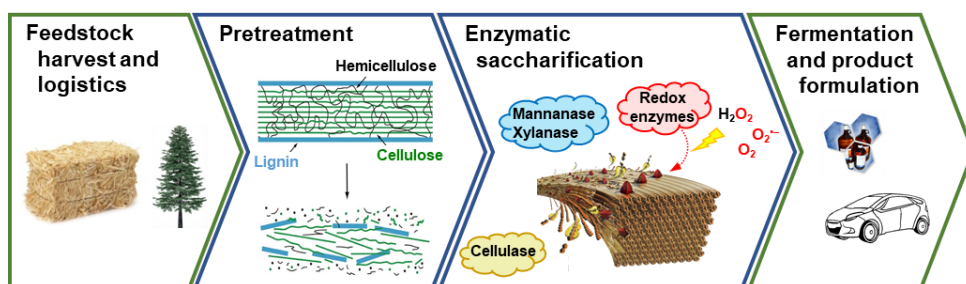 Feedstock
harvest and
logistics
Pretreatment
Hemicellulose
Lignin
Cellulose
Enzymatic
saccharification
Mannanase
Xylanase
Redox
enzymes
H₂O₂
O₂•−
O₂
Cellulase
Fermentation
and product
formulation